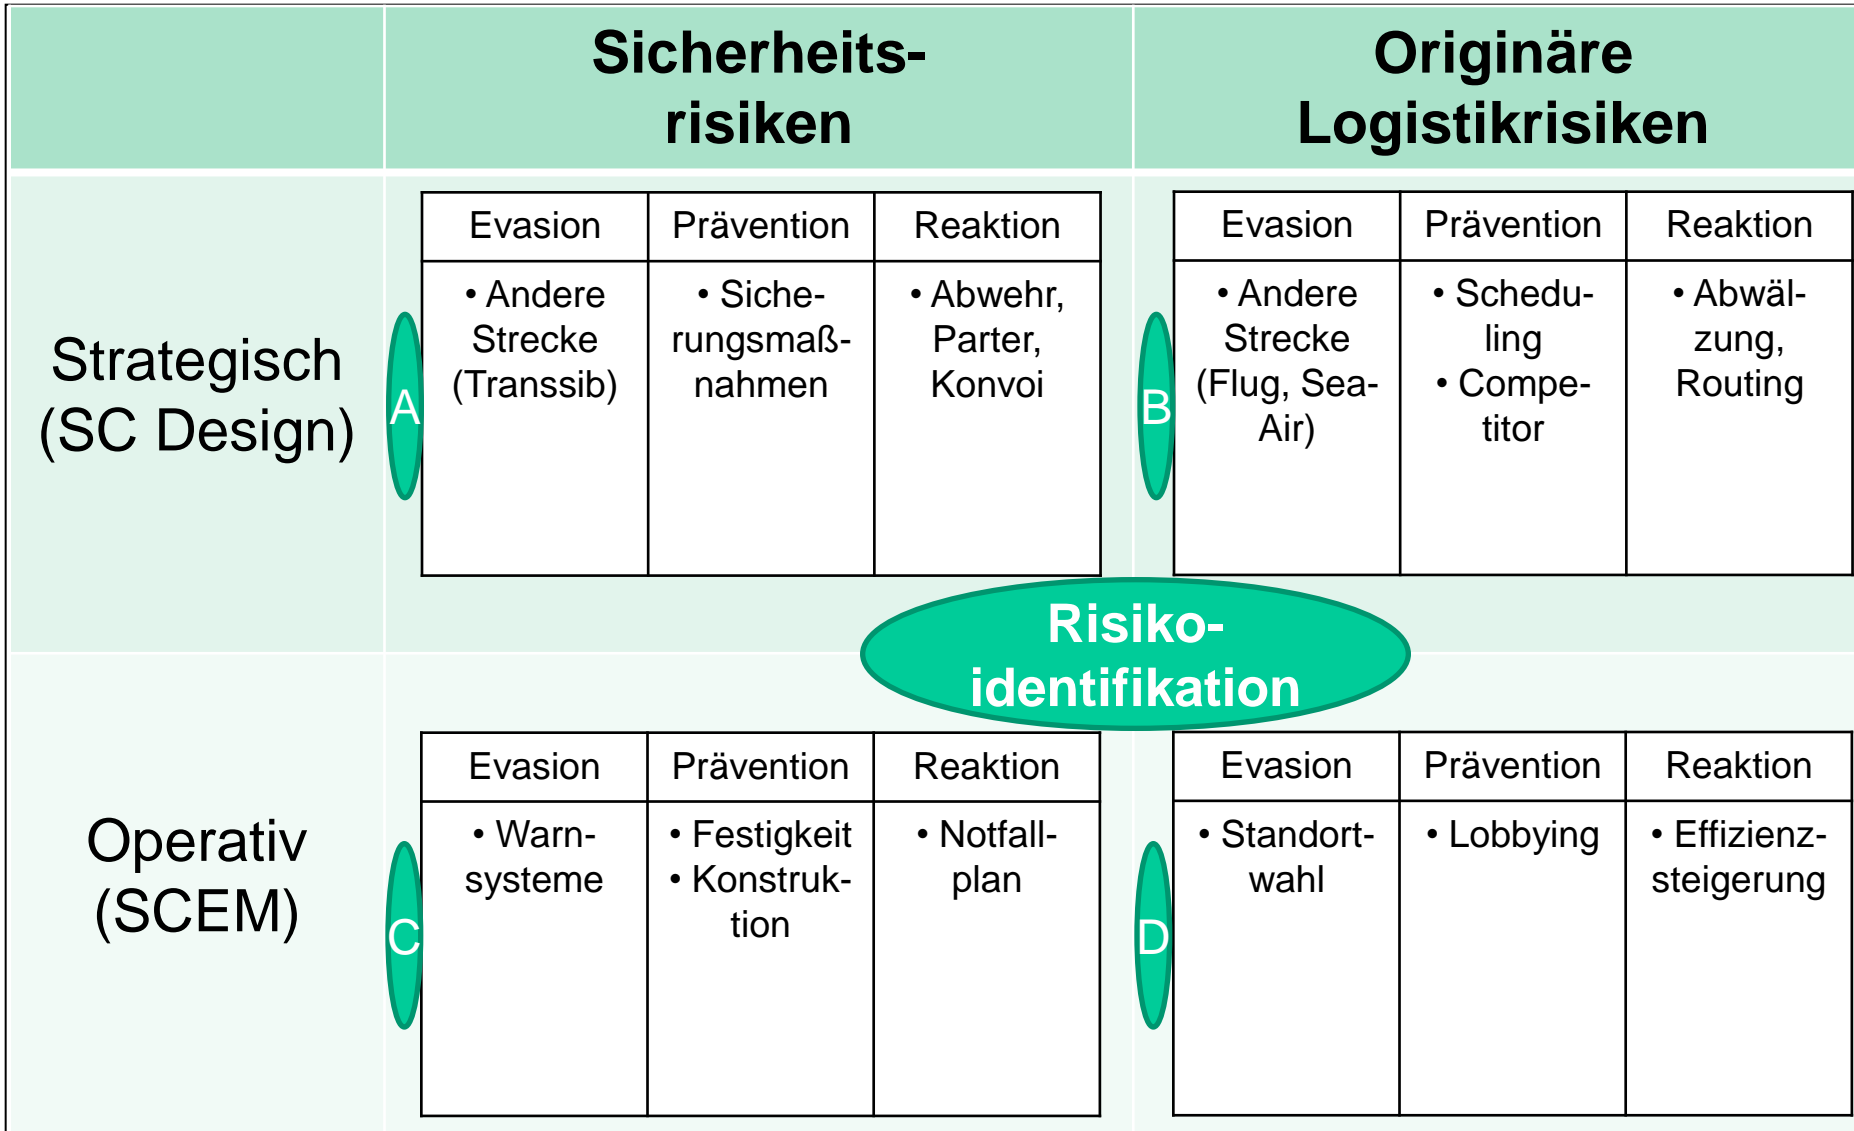 Sicherheits-
risiken
Originäre
Logistikrisiken
Strategisch
(SC Design)
A
Evasion
Prävention
Reaktion
• Andere
Strecke
(Transsib)
• Siche-
rungsmaß-
nahmen
• Abwehr,
Parter,
Konvoi
B
Evasion
Prävention
Reaktion
• Andere
Strecke
(Flug, Sea-
Air)
• Schedu-
ling
• Compe-
titor
• Abwäl-
zung,
Routing
Risiko-
identifikation
Operativ
(SCEM)
C
Evasion
Prävention
Reaktion
• Warn-
systeme
• Festigkeit
• Konstruk-
tion
• Notfall-
plan
D
Evasion
Prävention
Reaktion
• Standort-
wahl
• Lobbying
• Effizienz-
steigerung